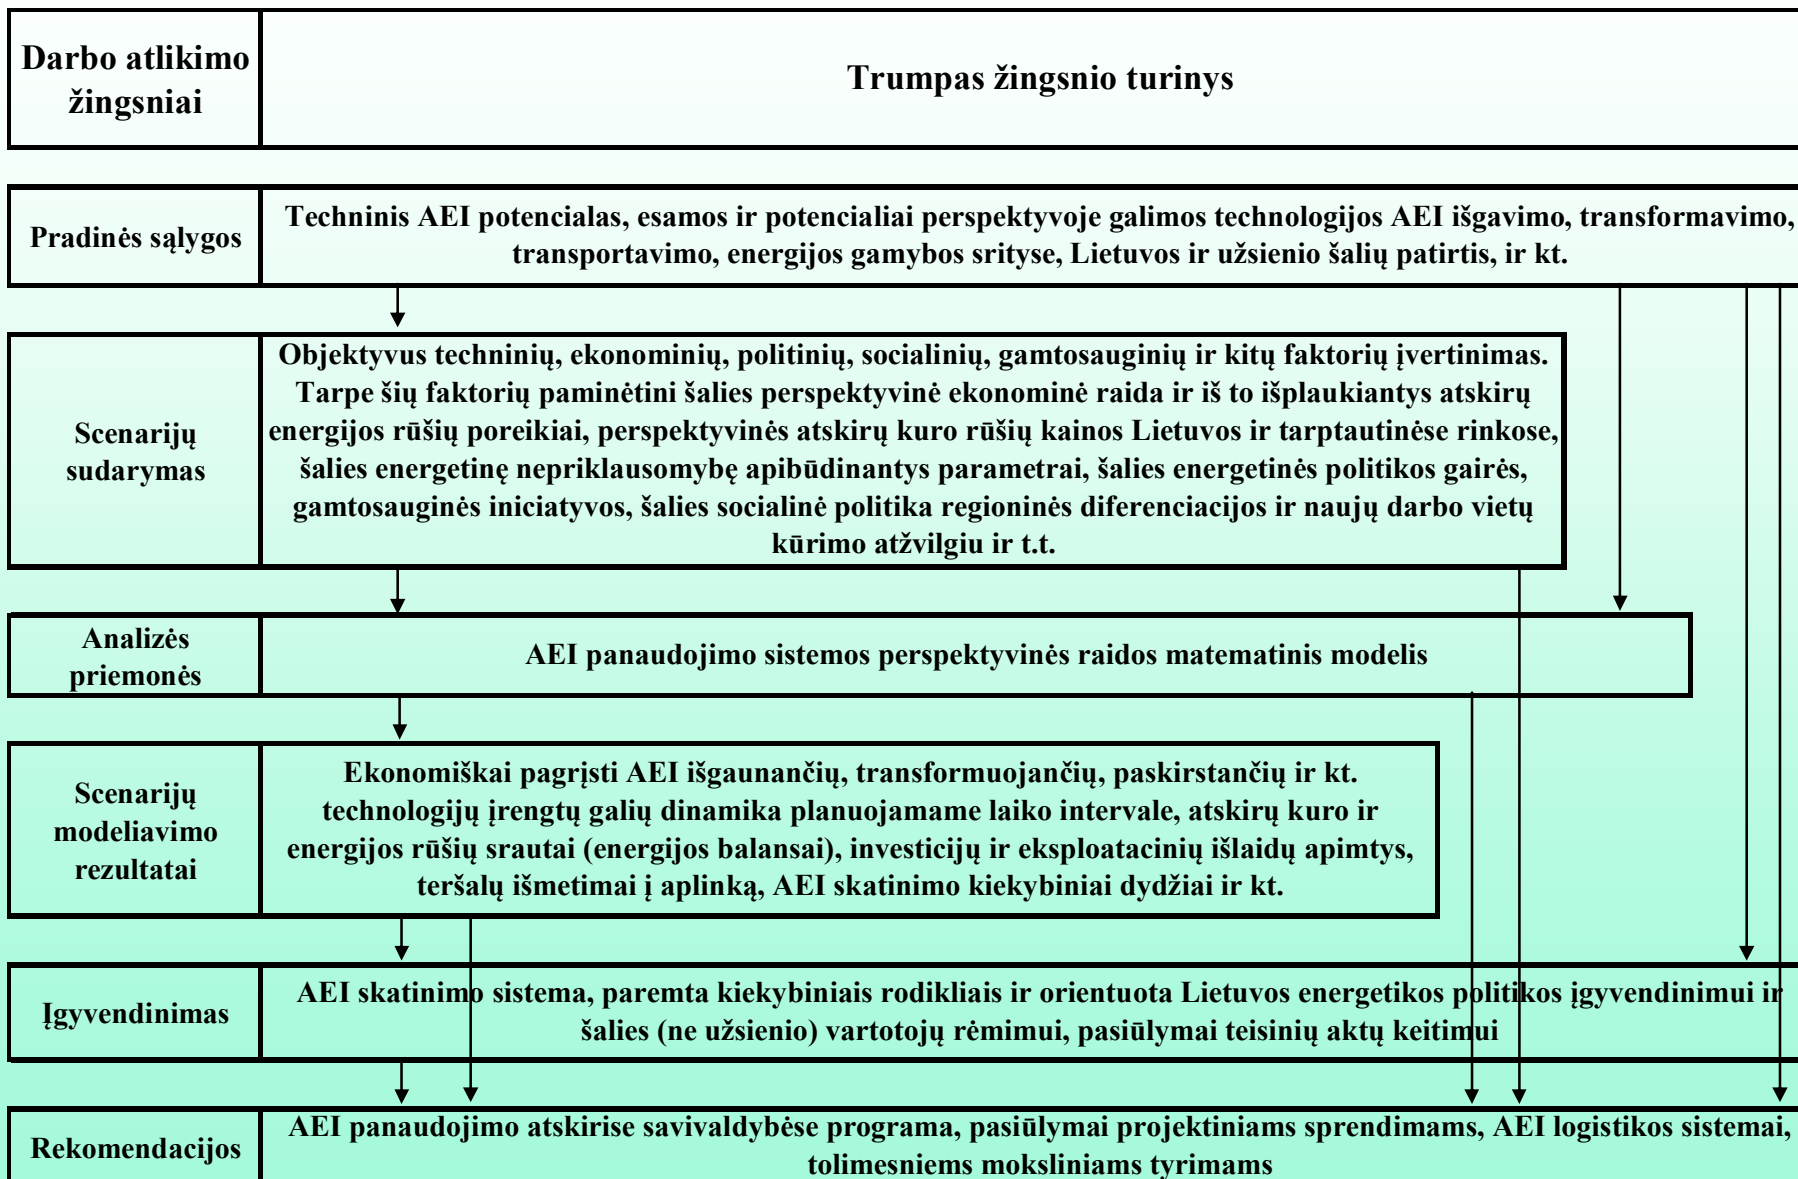 Darbo atlikimo
žingsniai
Trumpas žingsnio turinys
Pradinės sąlygos
Techninis AEI potencialas, esamos ir potencialiai perspektyvoje galimos technologijos AEI išgavimo, transformavimo,
transportavimo, energijos gamybos srityse, Lietuvos ir užsienio šalių patirtis, ir kt.
Scenarijų
sudarymas
Objektyvus techninių, ekonominių, politinių, socialinių, gamtosauginių ir kitų faktorių įvertinimas.
Tarpe šių faktorių paminėtini šalies perspektyvinė ekonominė raida ir iš to išplaukiantys atskirų
energijos rūšių poreikiai, perspektyvinės atskirų kuro rūšių kainos Lietuvos ir tarptautinėse rinkose,
šalies energetinę nepriklausomybę apibūdinantys parametrai, šalies energetinės politikos gairės,
gamtosauginės iniciatyvos, šalies socialinė politika regioninės diferenciacijos ir naujų darbo vietų
kūrimo atžvilgiu ir t.t.
Analizės
priemonės
AEI panaudojimo sistemos perspektyvinės raidos matematinis modelis
Scenarijų
modeliavimo
rezultatai
Ekonomiškai pagrįsti AEI išgaunančių, transformuojančių, paskirstančių ir kt.
technologijų įrengtų galių dinamika planuojamame laiko intervale, atskirų kuro ir
energijos rūšių srautai (energijos balansai), investicijų ir eksploatacinių išlaidų apimtys,
teršalų išmetimai į aplinką, AEI skatinimo kiekybiniai dydžiai ir kt.
Įgyvendinimas
AEI skatinimo sistema, paremta kiekybiniais rodikliais ir orientuota Lietuvos energetikos politikos įgyvendinimui ir
šalies (ne užsienio) vartotojų rėmimui, pasiūlymai teisinių aktų keitimui
Rekomendacijos
AEI panaudojimo atskirise savivaldybėse programa, pasiūlymai projektiniams sprendimams, AEI logistikos sistemai,
tolimesniems moksliniams tyrimams